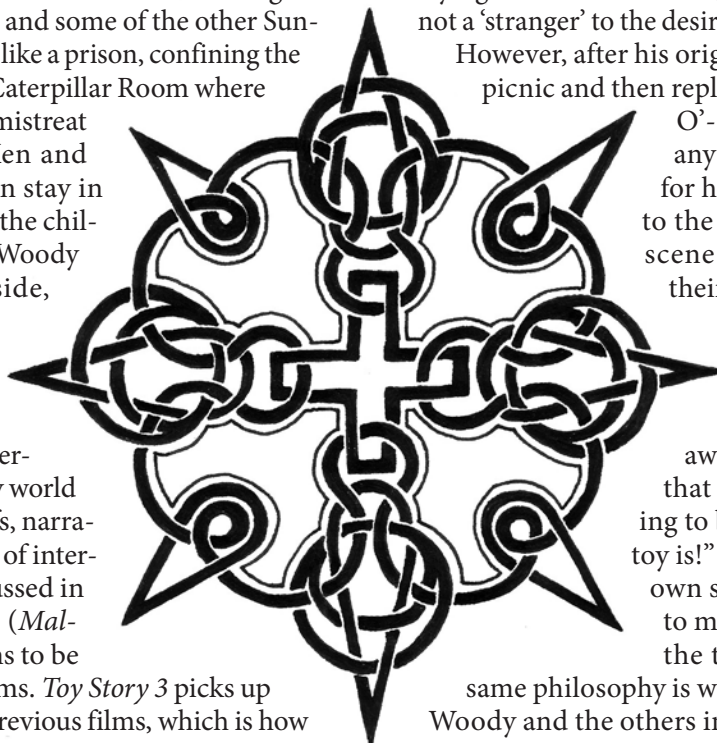 and some of the other Sun-
like a prison, confining the
Caterpillar Room where
mistreat
en and
n stay in
the chil-
Woody
side,
er-
world
s, narra-
of inter-
ussed in
(Mal-
s to be
ms. Toy Story 3 picks up
revious films, which is how
not a ‘stranger’ to the desir
However, after his orig
picnic and then repl
O’-
any
for h
to the
scene
their
aw
that
ing to
toy is!”
own s
to m
the t
same philosophy is w
Woody and the others in